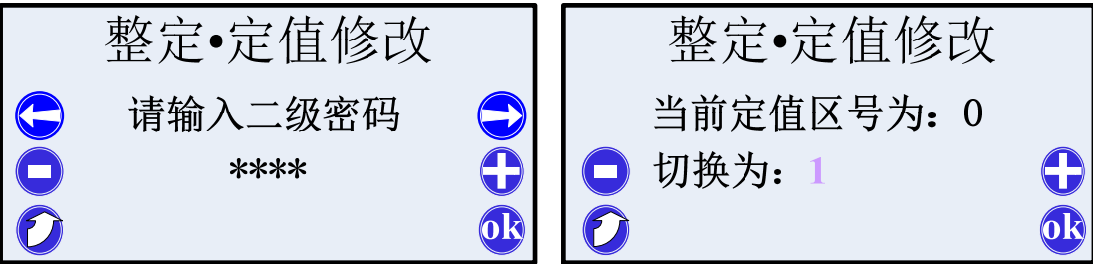 整定•定值修改
请输入二级密码
****
ok
整定•定值修改
当前定值区号为：0
切换为：1
ok